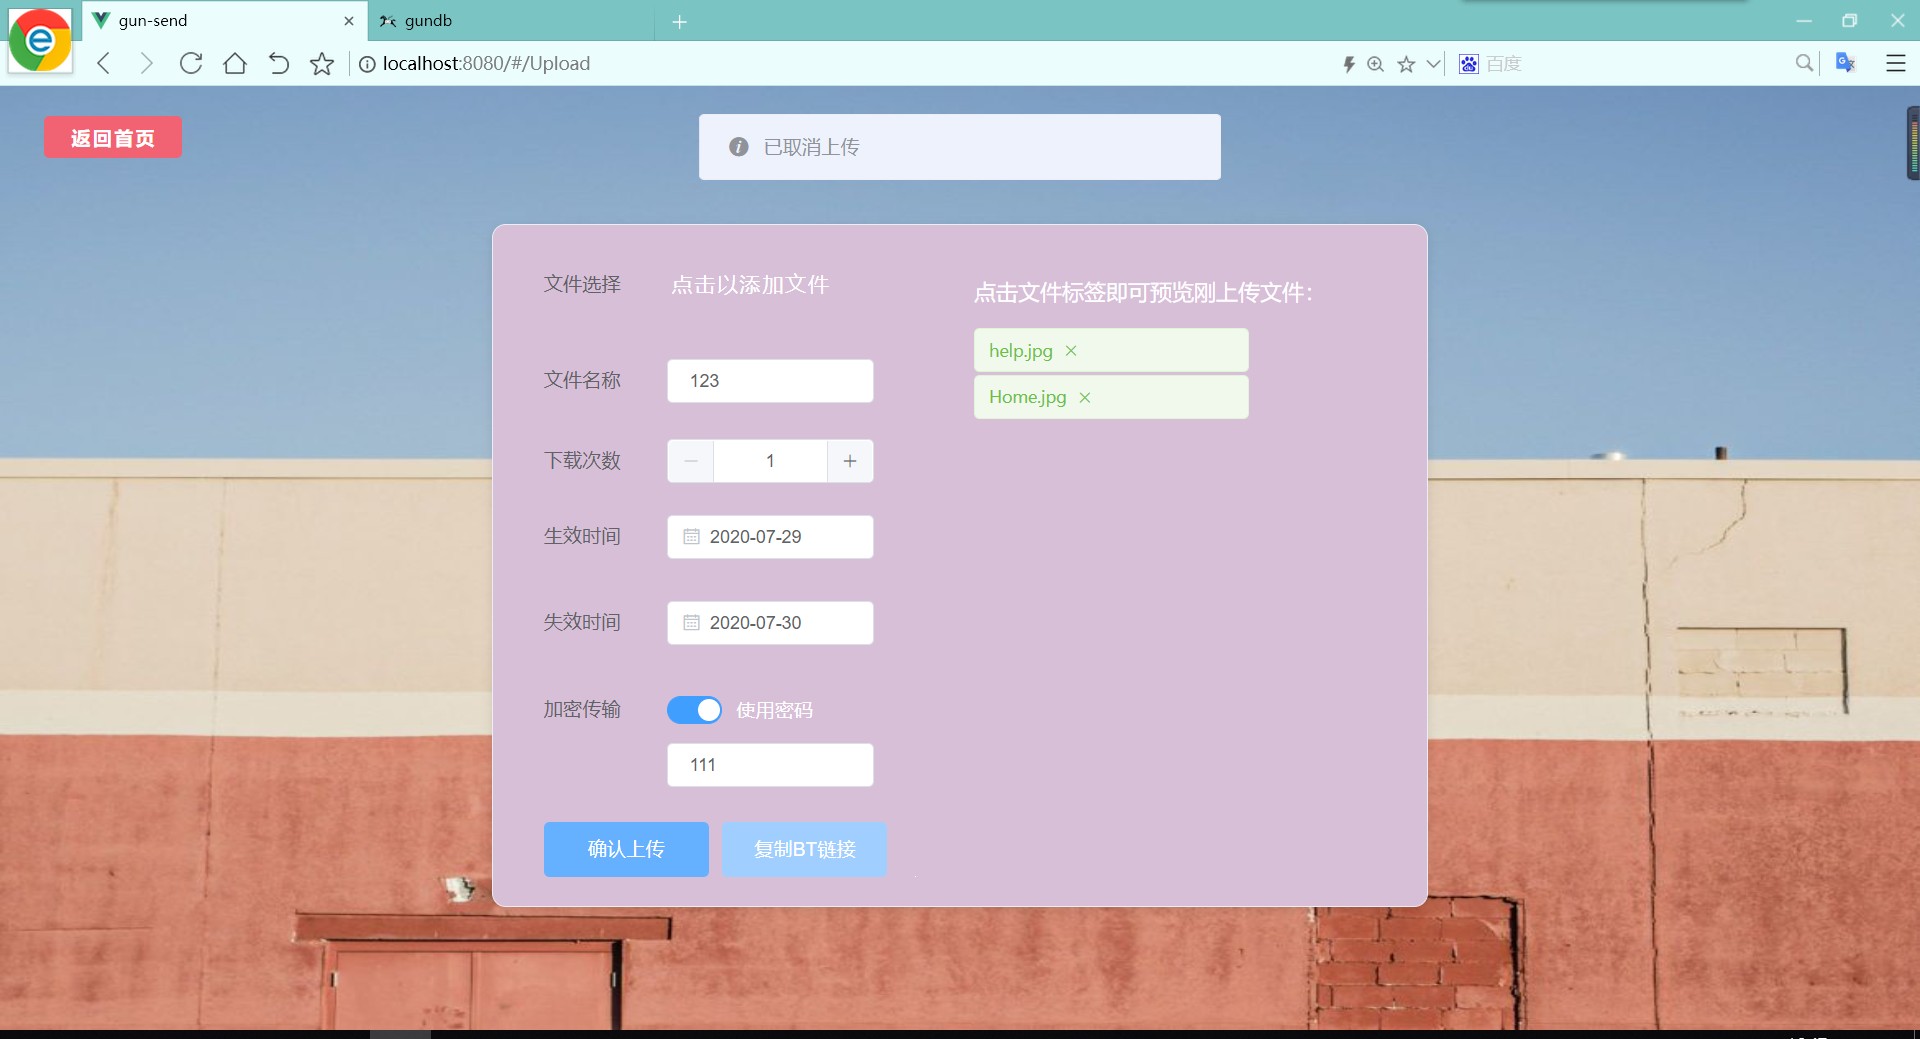 gun-send
gundb
localhost:8080/#/Upload
百度
返回首页
已取消上传
文件选择 点击以添加文件
点击文件标签即可预览刚上传文件：
help.jpg
Home.jpg
文件名称 123
下载次数 1
生效时间 2020-07-29
失效时间 2020-07-30
加密传输 使用密码
111
确认上传 复制BT链接